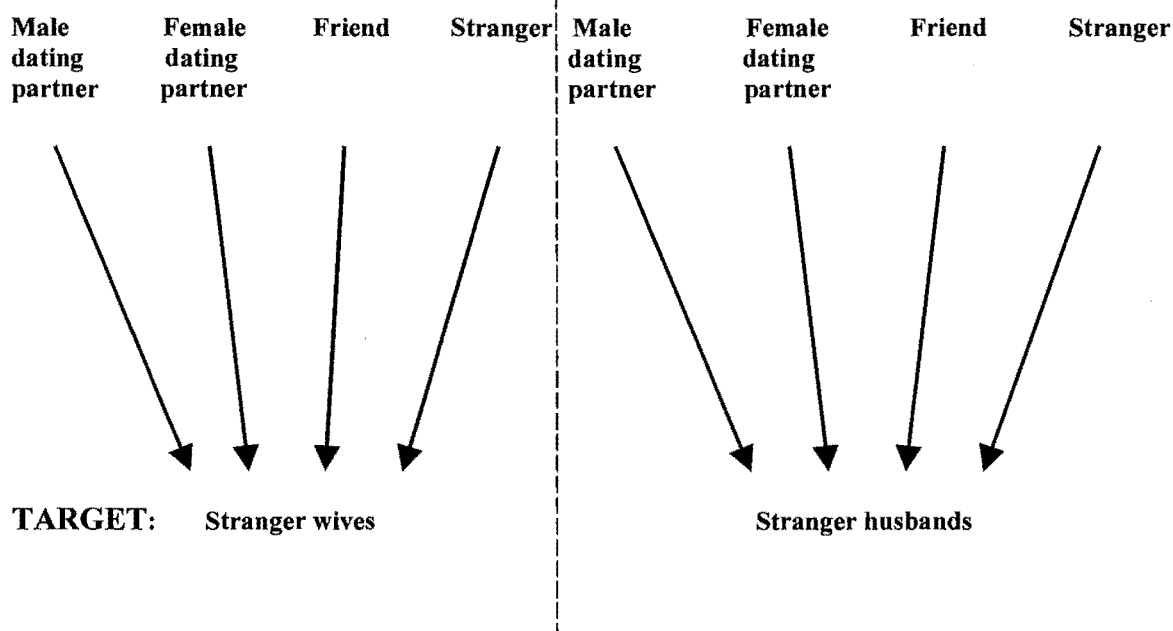 Male Female Friend Stranger
dating dating
partner partner
Male Female Friend Stranger
dating dating
partner partner
TARGET: Stranger wives
Stranger husbands